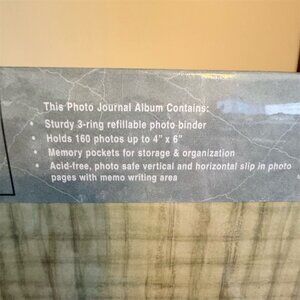 This Photo Journal Album Contains:
• Sturdy 3-ring refillable photo binder
• Holds 160 photos up to 4" x 6"
• Memory pockets for storage & organization
• Acid-free, photo safe vertical and horizontal slip in photo
pages with memo writing area